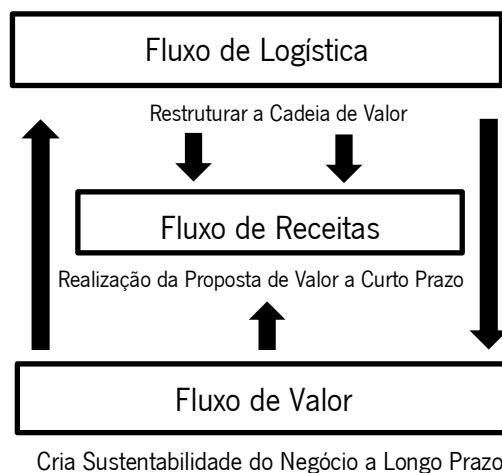 Fluxo de Logística
Restruturar a Cadeia de Valor
Fluxo de Receitas
Realização da Proposta de Valor a Curto Prazo
Fluxo de Valor
Cria Sustentabilidade do Negócio a Longo Prazo